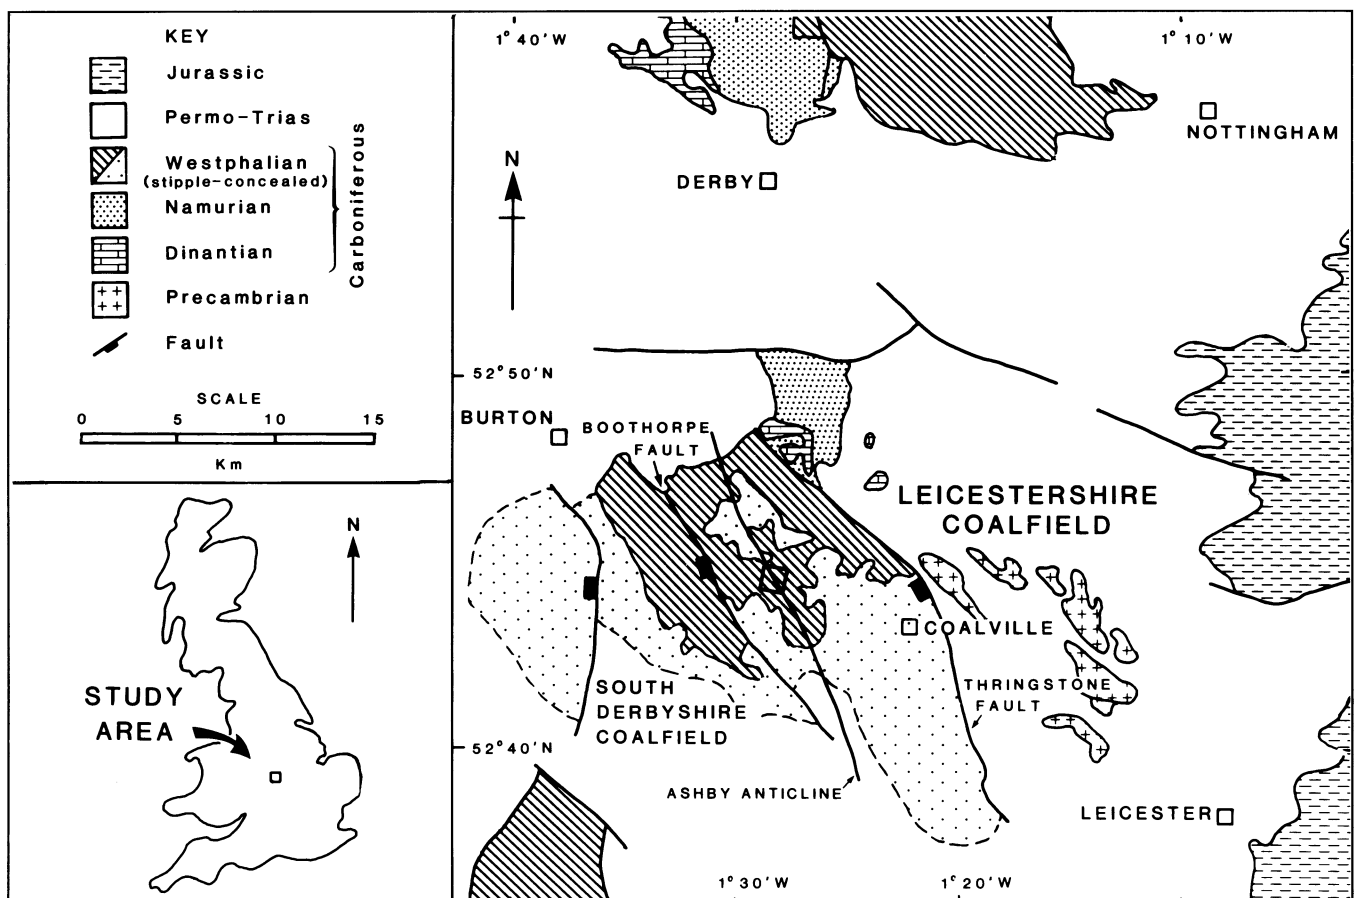 KEY
Jurassic
Permo-Trias
Westphalian
(stipple-concealed)
Namurian
Dinantian
Carboniferous
Precambrian
Fault
SCALE
0 5 10 15
Km
N
STUDY
AREA
1°40'W
1°10'W
NOTTINGHAM
N
DERBY
52°50'N
BURTON
BOOTHORPE
FAULT
LEICESTERSHIRE
COALFIELD
COALVILLE
SOUTH
DERBYSHIRE
COALFIELD
THRINGSTONE
FAULT
52°40'N
ASHBY ANTICLINE
LEICESTER
1°30'W
1°20'W